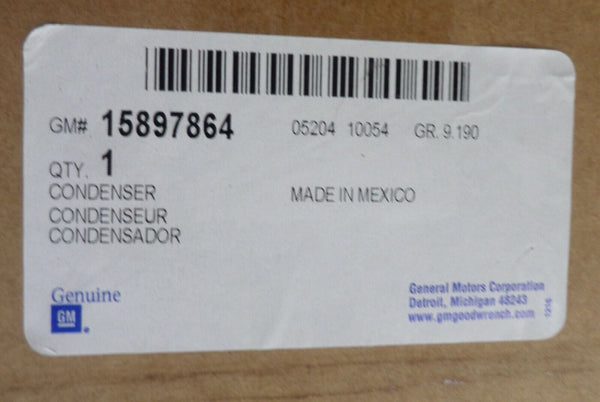 GM# 15897864 05204 10054 GR. 9.190
QTY. 1
CONDENSER MADE IN MEXICO
CONDENSEUR
CONDENSADOR
Genuine
GM
General Motors Corporation
Detroit, Michigan 48243
www.gmgoodwrench.com